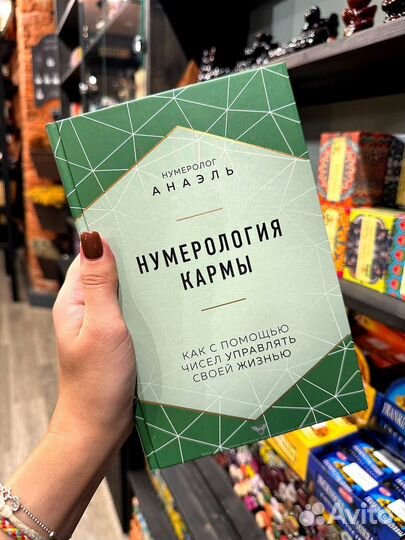 НУМЕРОЛОГ
АНАЭЛЬ
НУМЕРОЛОГИЯ
КАРМЫ
КАК С ПОМОЩЬЮ
ЧИСЕЛ УПРАВЛЯТЬ
СВОЕЙ ЖИЗНЬЮ
Avito